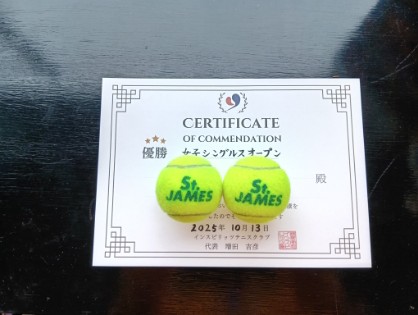 CERTIFICATE
OF COMMENDATION
優勝 女子シングルスオープン
殿
St. JAMES
St. JAMES
2025年 10月 13日
インスピリッツテニスクラブ
代表 増田 吉彦